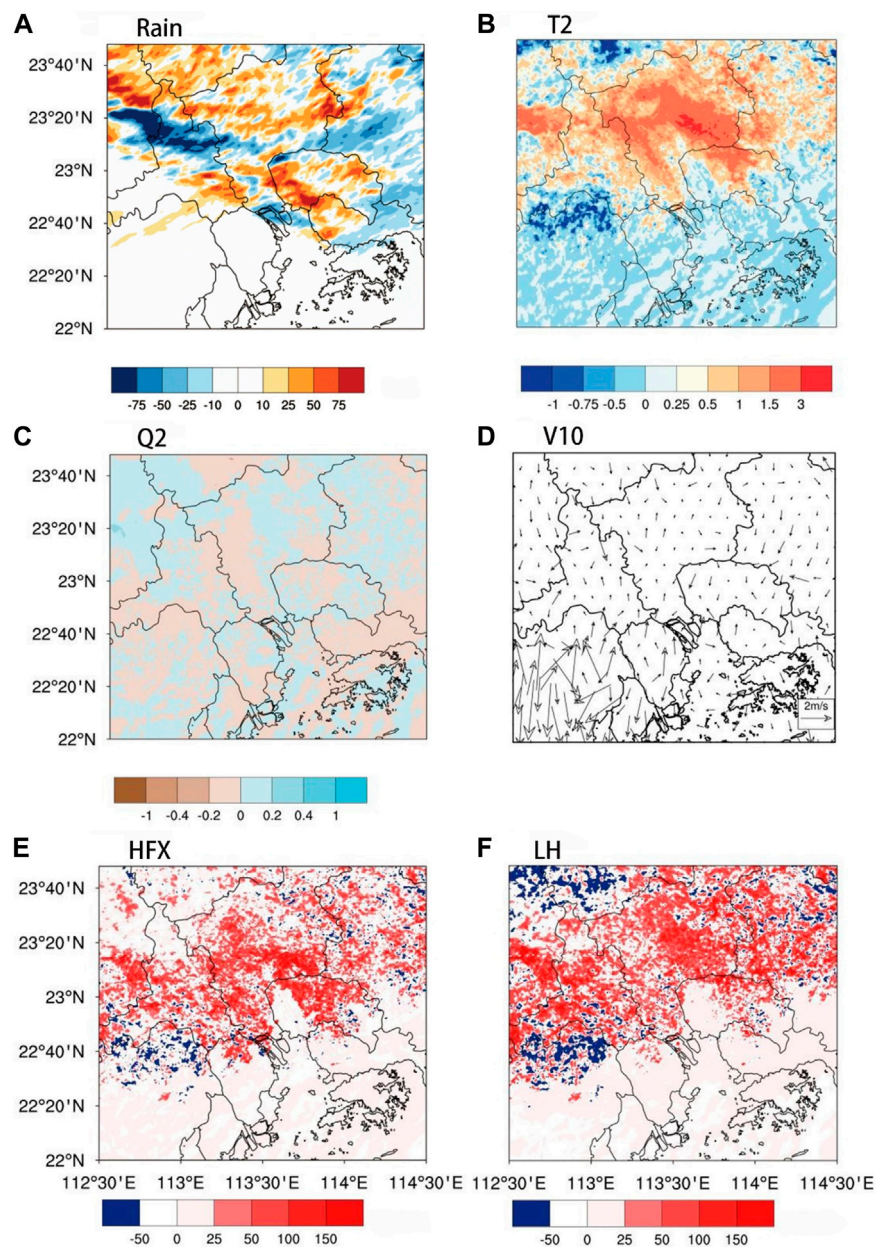 A Rain
B T2
23°40'N
23°20'N
23°N
22°40'N
22°20'N
22°N
-75 -50 -25 -10 0 10 25 50 75
-1 -0.75 -0.5 0 0.25 0.5 1 1.5 3
C Q2
D V10
23°40'N
23°20'N
23°N
22°40'N
22°20'N
22°N
2m/s
-1 -0.4 -0.2 0 0.2 0.4 1
E HFX
F LH
23°40'N
23°20'N
23°N
22°40'N
22°20'N
22°N
112°30'E 113°E 113°30'E 114°E 114°30'E
112°30'E 113°E 113°30'E 114°E 114°30'E
-50 0 25 50 100 150
-50 0 25 50 100 150